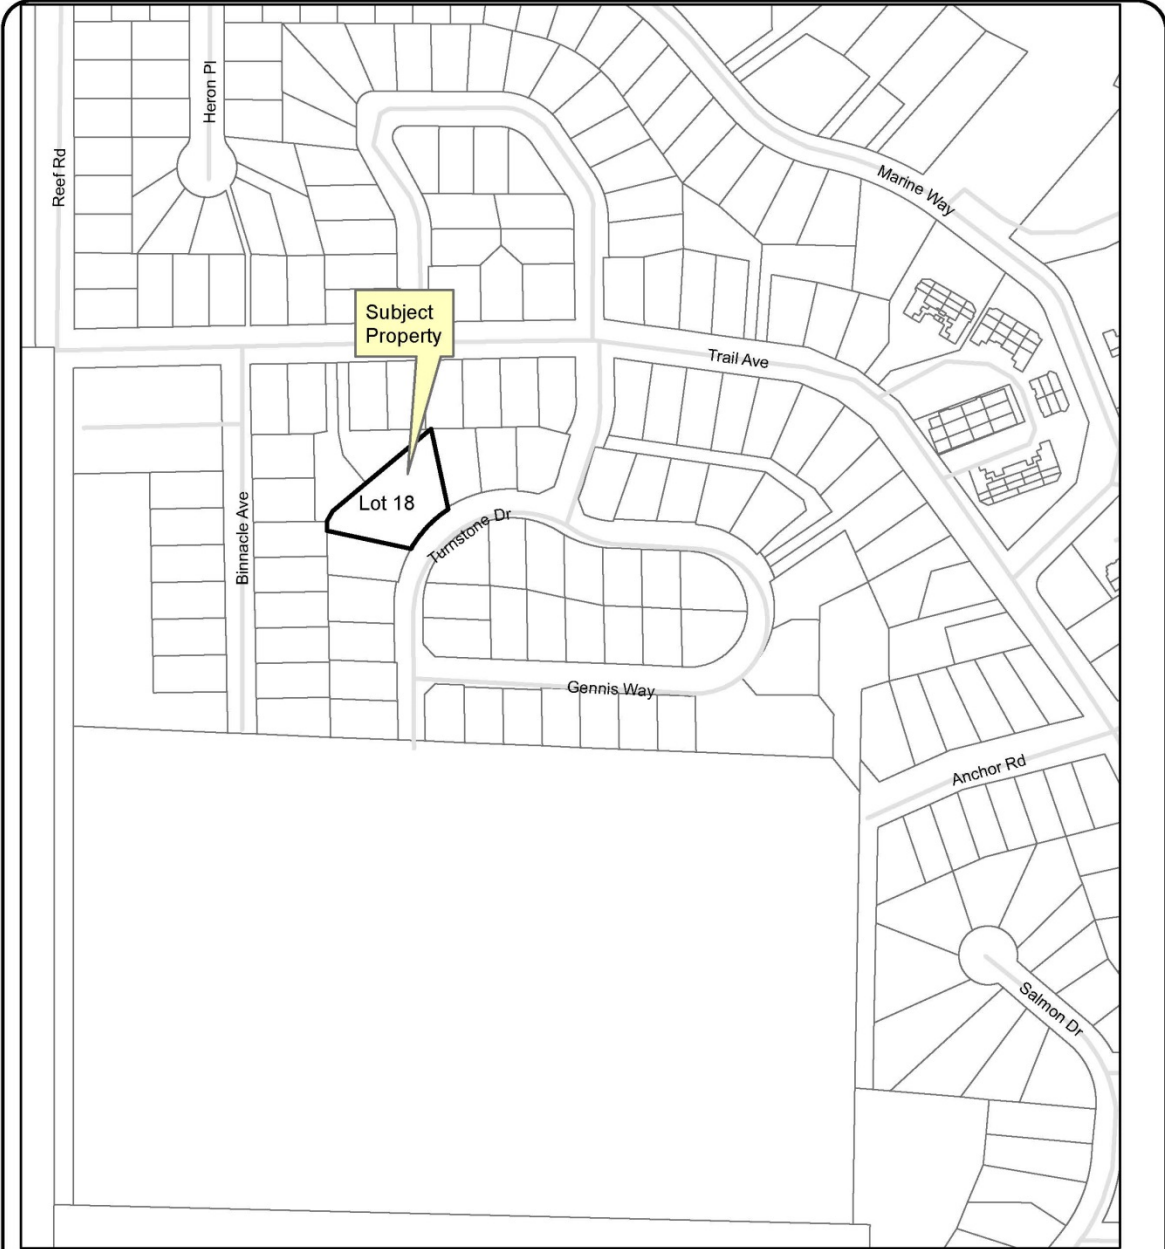 Heron Pl
Reef Rd
Marine Way
Subject
Property
Trail Ave
Lot 18
Turnstone Dr
Binnacle Ave
Gennis Way
Anchor Rd
Salmon Dr